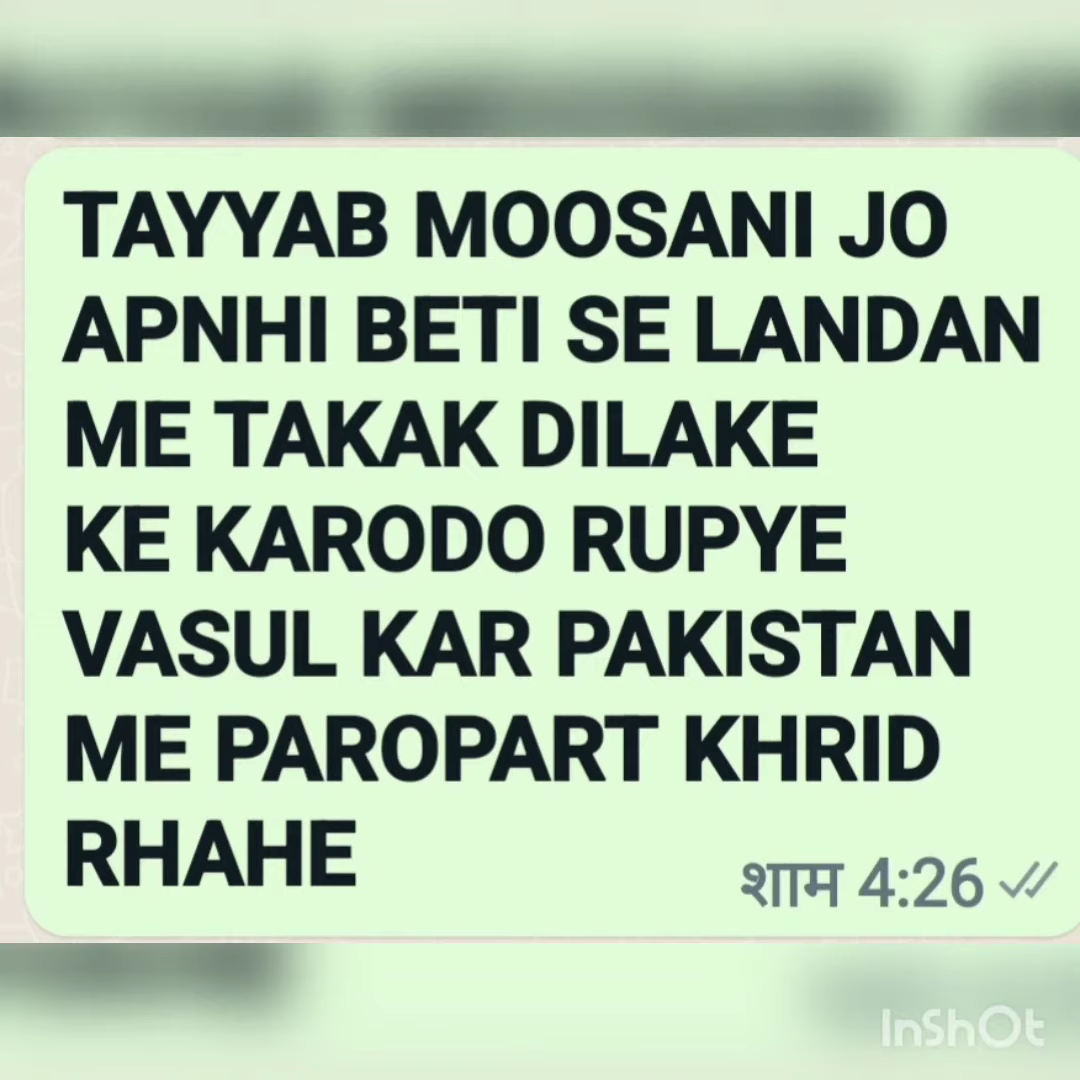 TAYYAB MOOSANI JO
APNHI BETI SE LANDAN
ME TAKAK DILAKE
KE KARODO RUPYE
VASUL KAR PAKISTAN
ME PAROPART KHRID
RHAHE
शाम 4:26
InShOt